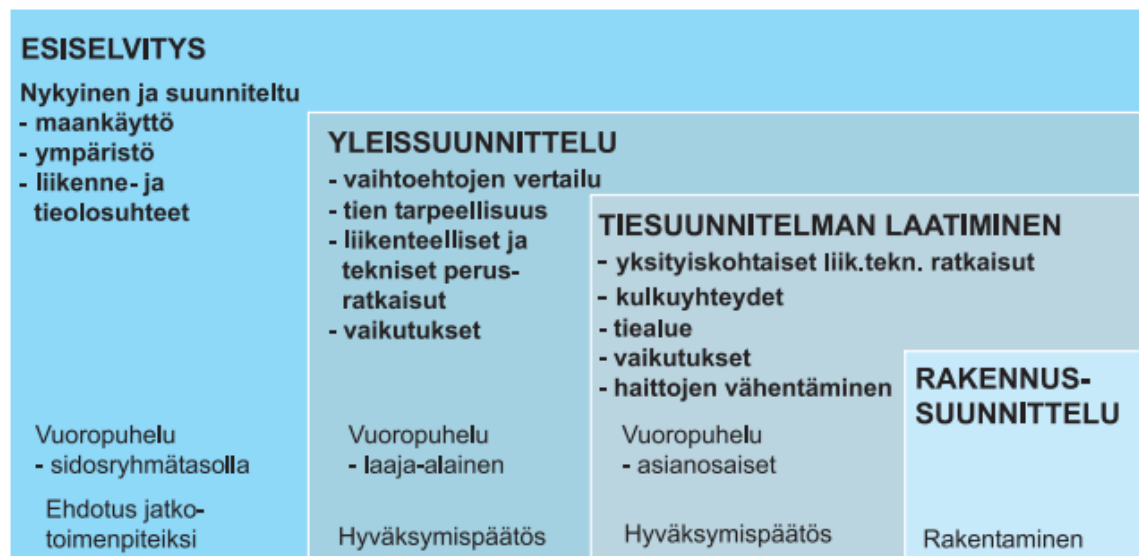 ESISELVITYS
Nykyinen ja suunniteltu
- maankäyttö
- ympäristö
- liikenne- ja
tieolosuhteet
Vuoropuhelu
- sidosryhmätasolla
Ehdotus jatko-
toimenpiteiksi
YLEISSUUNNITTELU
- vaihtoehtojen vertailu
- tien tarpeellisuus
- liikenteelliset ja
tekniset perus-
ratkaisut
- vaikutukset
Vuoropuhelu
- laaja-alainen
Hyväksymispäätös
TIESUUNNITELMAN LAATIMINEN
- yksityiskohtaiset liik.tekn. ratkaisut
- kulkuyhteydet
- tiealue
- vaikutukset
- haittojen vähentäminen
Vuoropuhelu
- asianosaiset
Hyväksymispäätös
RAKENNUS-
SUUNNITTELU
Rakentaminen